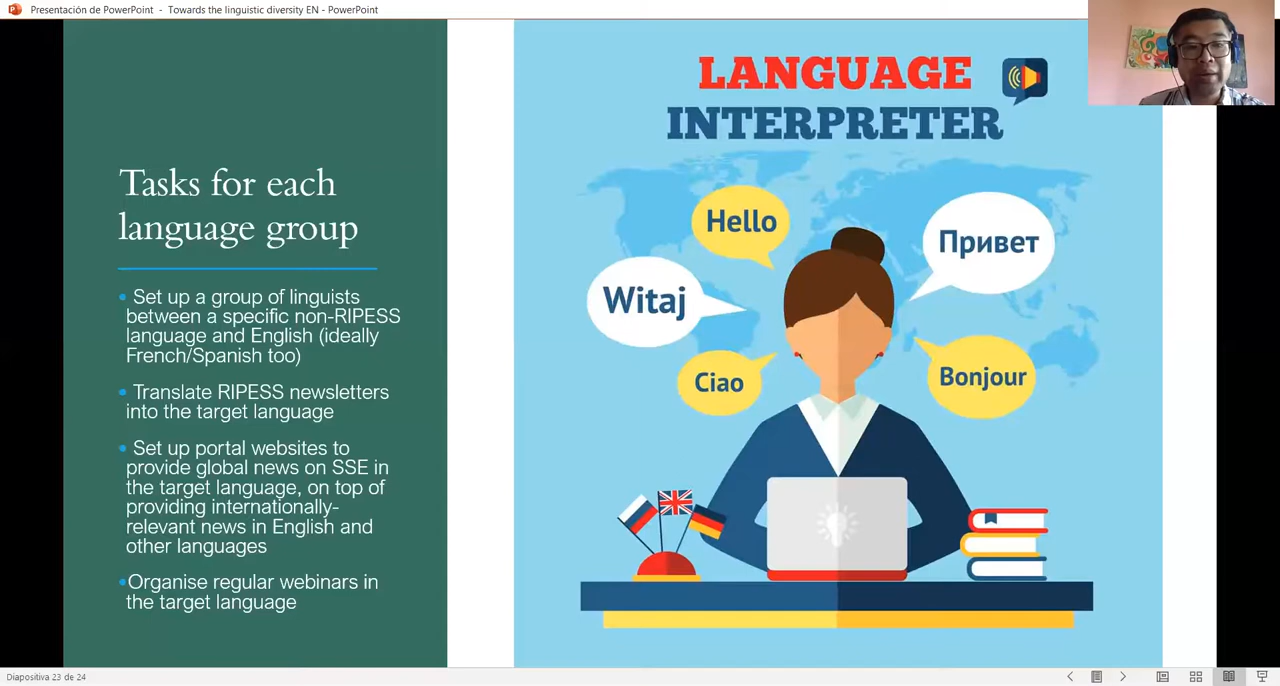 Presentación de PowerPoint - Towards the linguistic diversity EN - PowerPoint
Tasks for each
language group
• Set up a group of linguists
between a specific non-RIPESS
language and English (ideally
French/Spanish too)
• Translate RIPESS newsletters
into the target language
• Set up portal websites to
provide global news on SSE in
the target language, on top of
providing internationally-
relevant news in English and
other languages
•Organise regular webinars in
the target language
LANGUAGE
INTERPRETER
Hello
Привет
Witaj
Ciao
Bonjour
Diapositiva 23 de 24